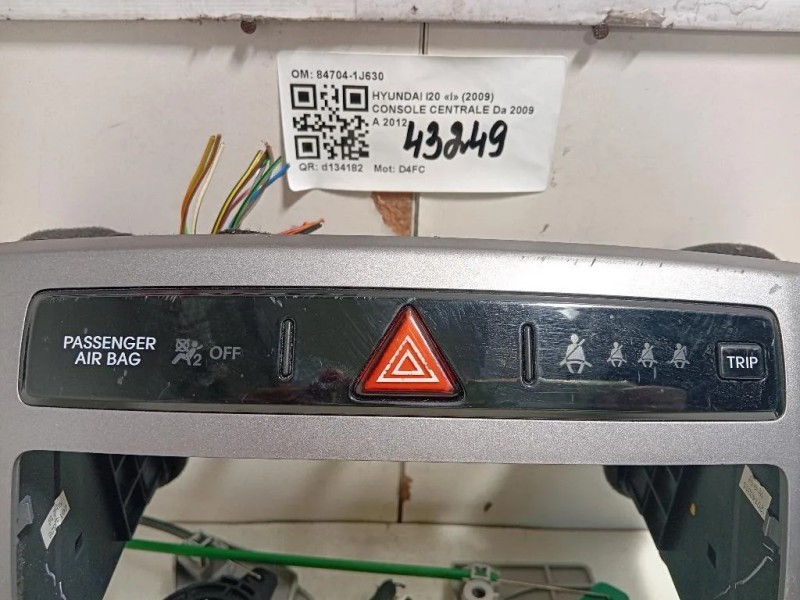 OM: 84704-1J630
HYUNDAI I20 «I» (2009)
CONSOLE CENTRALE Da 2009
A 2012
43249
QR: d134182 Mot: D4FC
PASSENGER
AIR BAG
2 OFF
TRIP